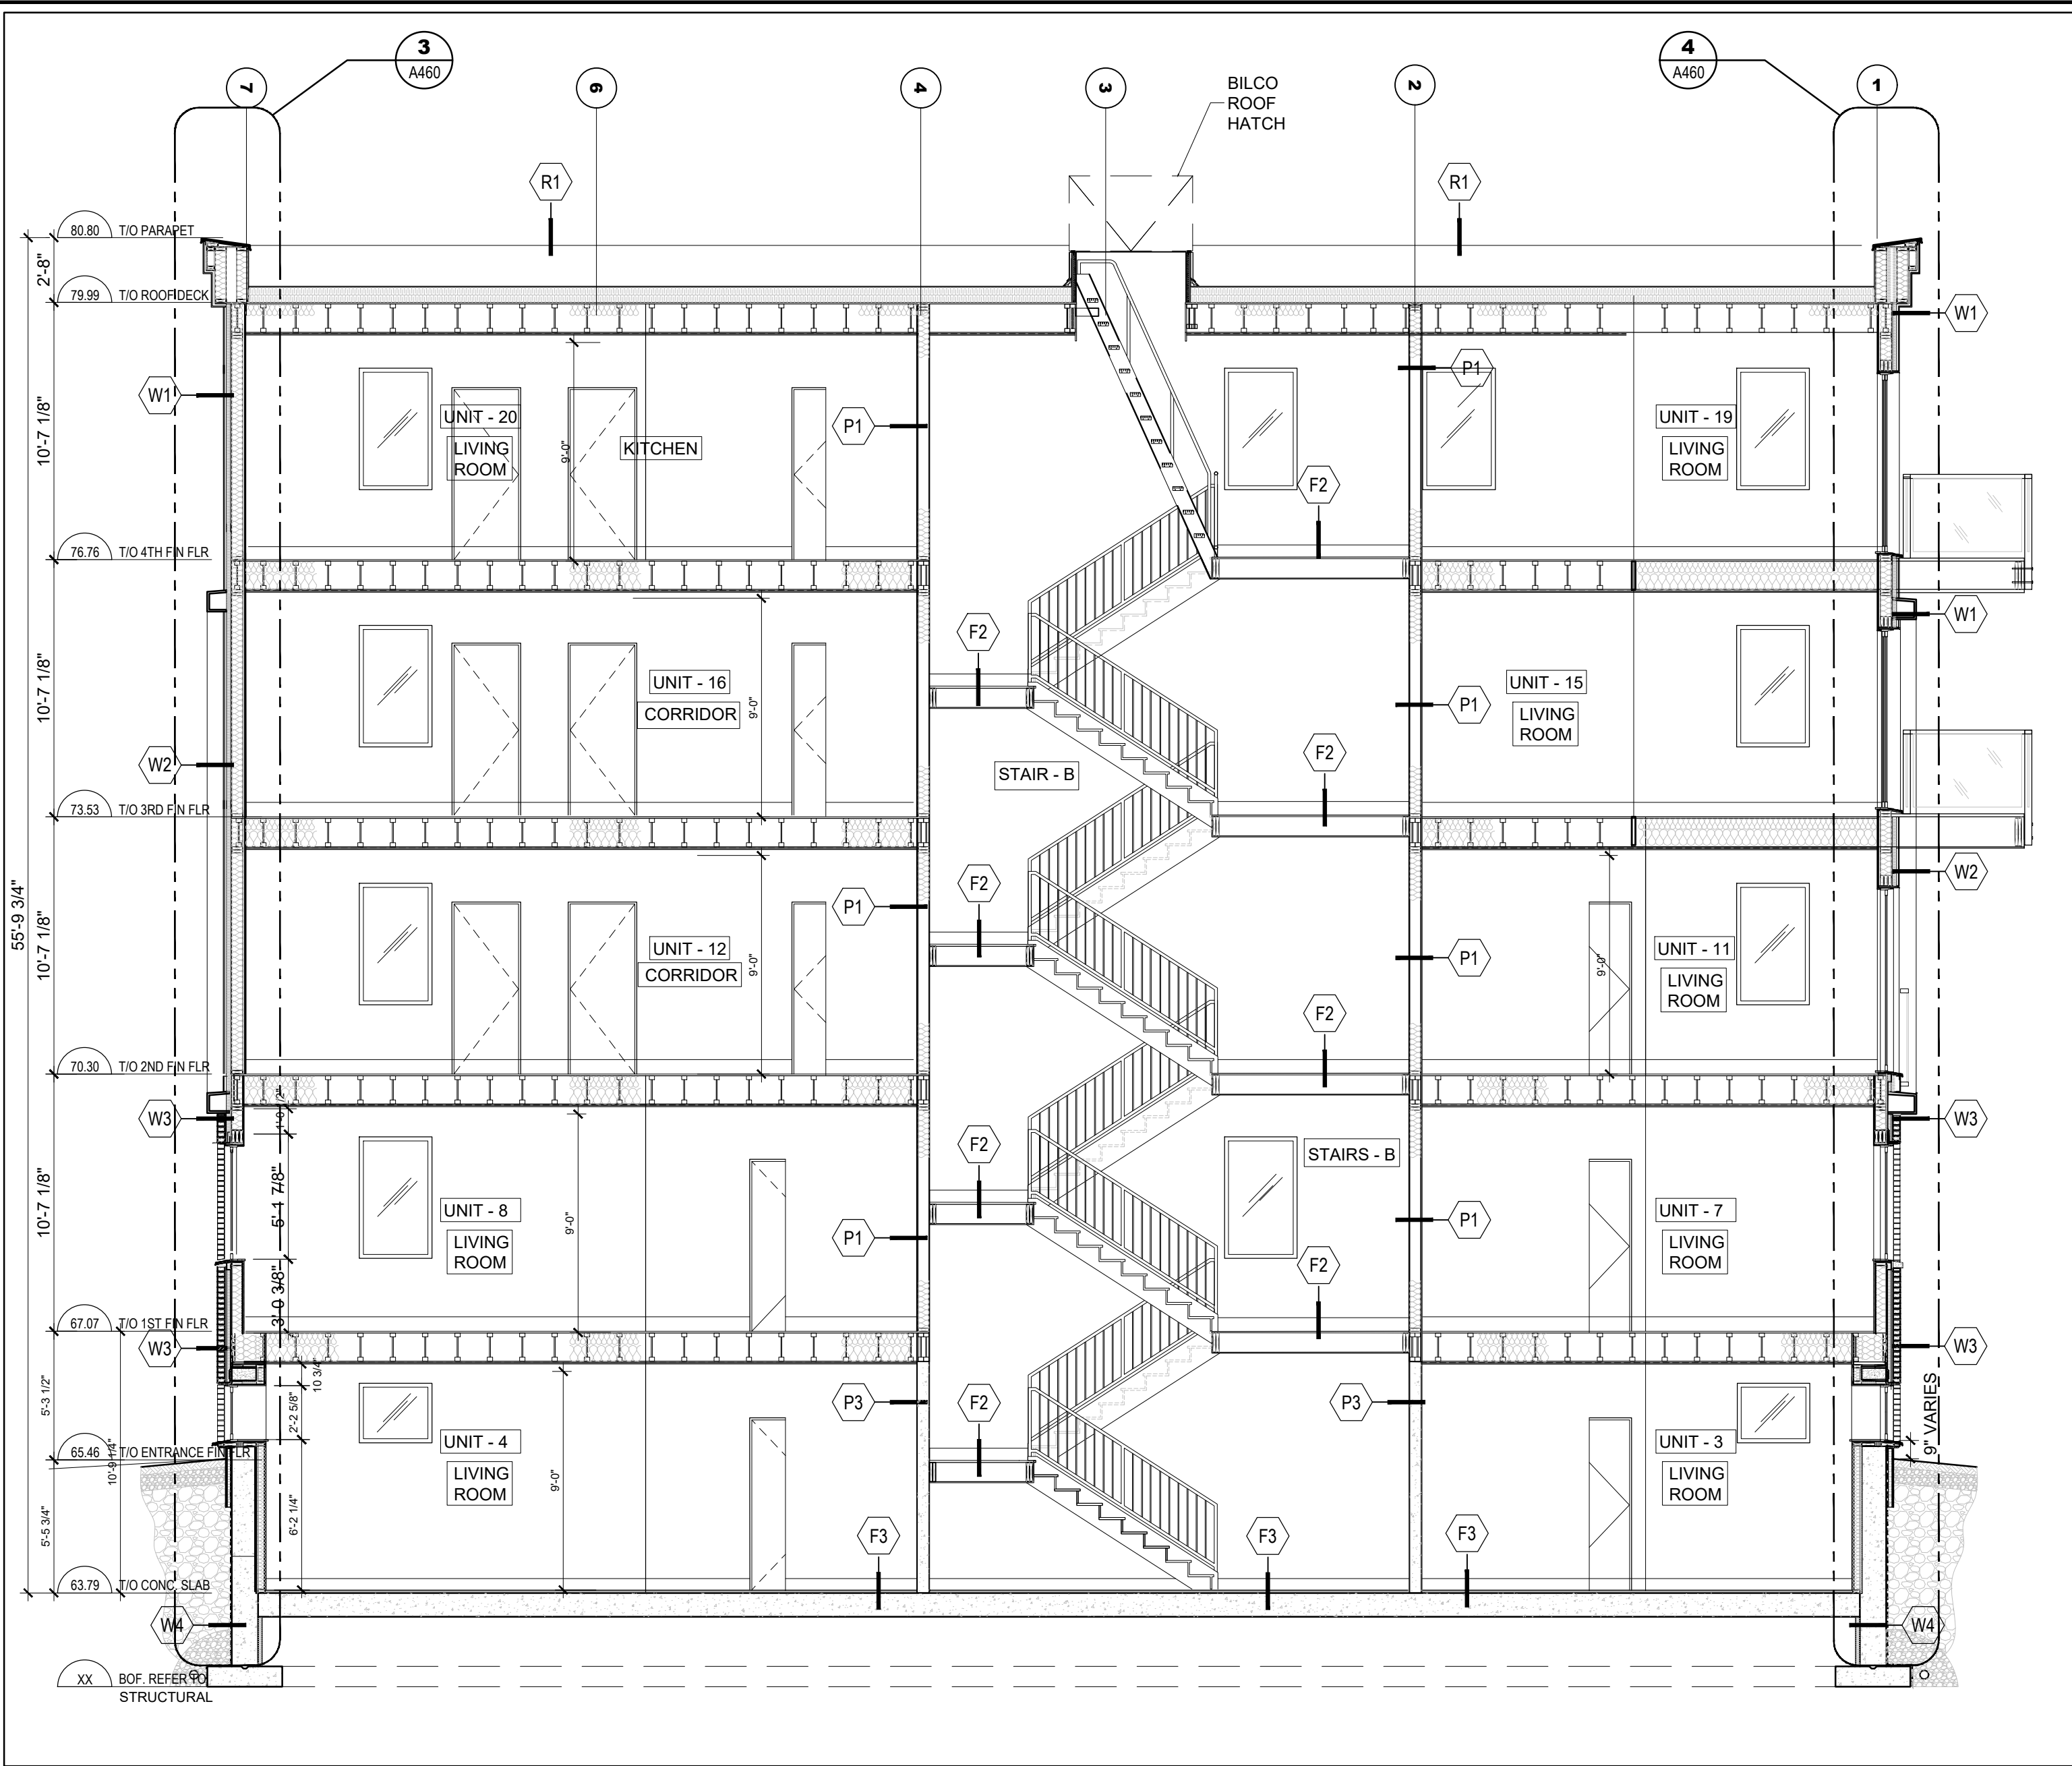 3
A460
4
A460
7
6
4
3
2
1
BILCO
ROOF
HATCH
R1
R1
80.80 T/O PARAPET
2'-8"
79.99 T/O ROOF DECK
W1
W1
P1
UNIT - 20
LIVING
ROOM
KITCHEN
9'-0"
P1
UNIT - 19
LIVING
ROOM
10'-7 1/8"
F2
76.76 T/O 4TH FIN FLR
W1
F2
UNIT - 16
CORRIDOR
9'-0"
P1
UNIT - 15
LIVING
ROOM
10'-7 1/8"
F2
STAIR - B
W2
73.53 T/O 3RD FIN FLR
W2
55'-9 3/4"
10'-7 1/8"
P1
F2
UNIT - 12
CORRIDOR
9'-0"
P1
9'-0"
UNIT - 11
LIVING
ROOM
F2
70.30 T/O 2ND FIN FLR
W3
W3
F2
STAIRS - B
10'-7 1/8"
5'-1 7/8"
UNIT - 8
LIVING
ROOM
9'-0"
P1
P1
UNIT - 7
LIVING
ROOM
F2
3'-0 3/8"
67.07 T/O 1ST FIN FLR
W3
W3
10 3/4"
5'-3 1/2"
2'-2 5/8"
P3
F2
P3
9" VARIES
UNIT - 4
LIVING
ROOM
UNIT - 3
LIVING
ROOM
65.46 T/O ENTRANCE FIN FLR
10'-9 1/4"
9'-0"
6'-2 1/4"
5'-5 3/4"
F3
F3
F3
63.79 T/O CONC. SLAB
W4
W4
XX BOF. REFER TO
STRUCTURAL